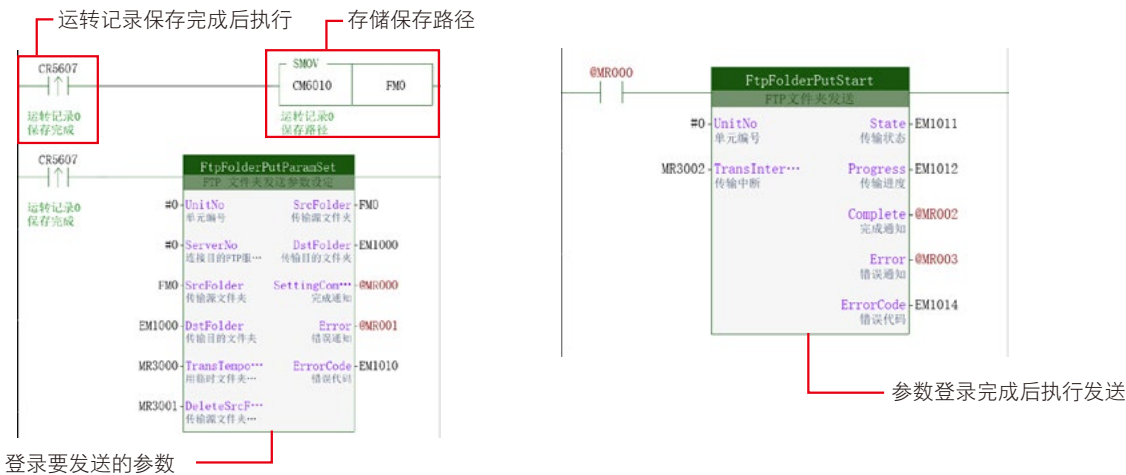 运转记录保存完成后执行
存储保存路径
CR5607
运转记录0
保存完成
SMOV
CM6010
FM0
运转记录0
保存路径
CR5607
运转记录0
保存完成
FtpFolderPutParamSet
FTP 文件夹发送参数设定
#0 UnitNo SrcFolder FM0
单元编号 传输源文件夹
#0 ServerNo DstFolder EM1000
连接目的FTP服… 传输目的文件夹
FM0 SrcFolder SettingCom… @MR000
传输源文件夹 完成通知
EM1000 DstFolder Error @MR001
传输目的文件夹 错误通知
MR3000 TransTempo… ErrorCode EM1010
用临时文件夹… 错误代码
MR3001 DeleteSrcF…
传输源文件夹…
登录要发送的参数
@MR000
FtpFolderPutStart
FTP文件夹发送
#0 UnitNo State EM1011
单元编号 传输状态
MR3002 TransInter… Progress EM1012
传输中断 传输进度
Complete @MR002
完成通知
Error @MR003
错误通知
ErrorCode EM1014
错误代码
参数登录完成后执行发送